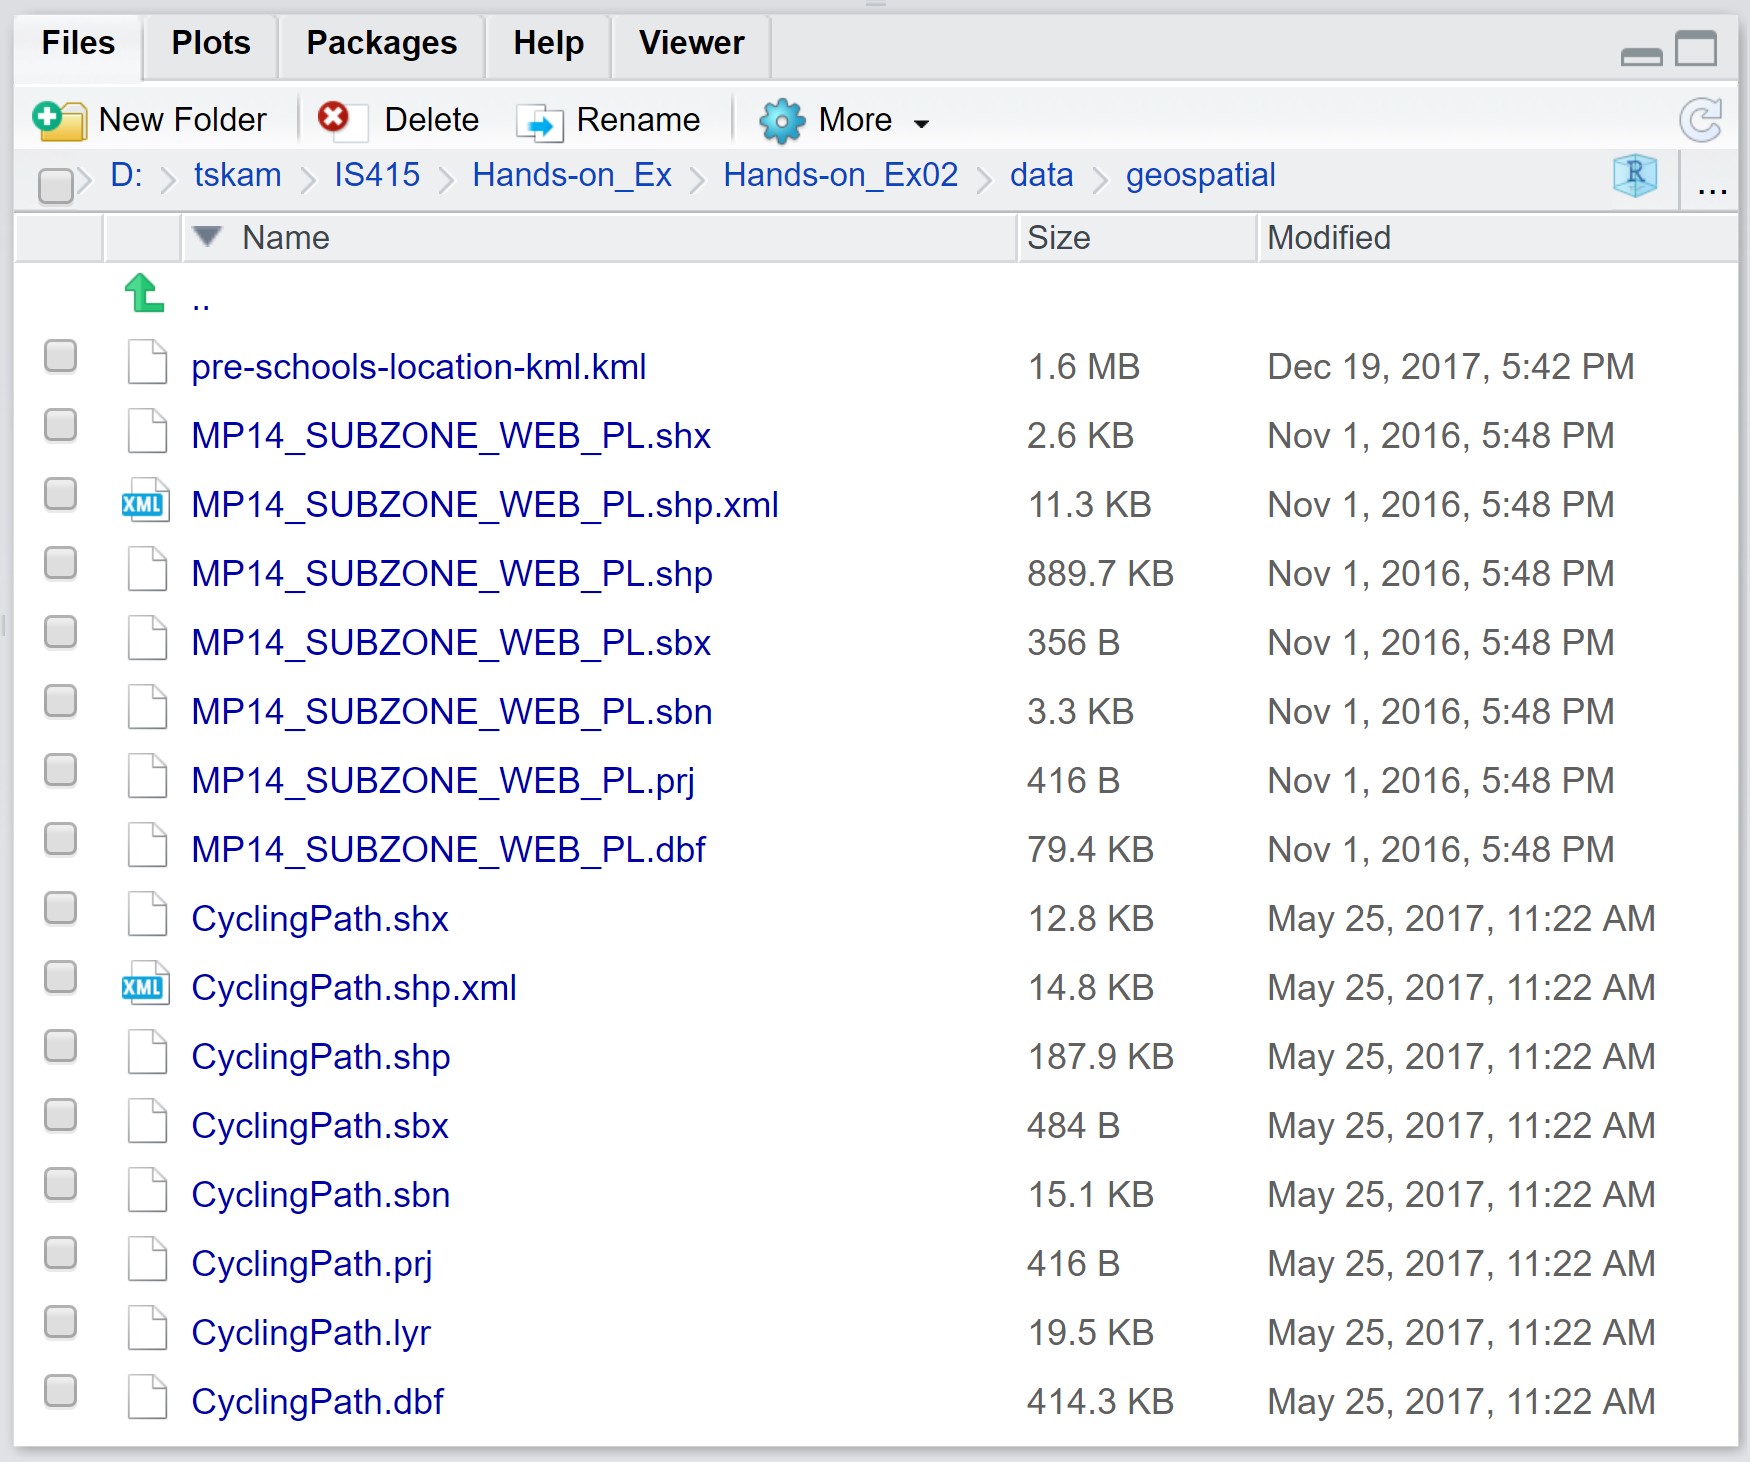 Files Plots Packages Help Viewer
New Folder Delete Rename More
D: tskam IS415 Hands-on_Ex Hands-on_Ex02 data geospatial R ...
Name Size Modified
..
pre-schools-location-kml.kml 1.6 MB Dec 19, 2017, 5:42 PM
MP14_SUBZONE_WEB_PL.shx 2.6 KB Nov 1, 2016, 5:48 PM
XML MP14_SUBZONE_WEB_PL.shp.xml 11.3 KB Nov 1, 2016, 5:48 PM
MP14_SUBZONE_WEB_PL.shp 889.7 KB Nov 1, 2016, 5:48 PM
MP14_SUBZONE_WEB_PL.sbx 356 B Nov 1, 2016, 5:48 PM
MP14_SUBZONE_WEB_PL.sbn 3.3 KB Nov 1, 2016, 5:48 PM
MP14_SUBZONE_WEB_PL.prj 416 B Nov 1, 2016, 5:48 PM
MP14_SUBZONE_WEB_PL.dbf 79.4 KB Nov 1, 2016, 5:48 PM
CyclingPath.shx 12.8 KB May 25, 2017, 11:22 AM
XML CyclingPath.shp.xml 14.8 KB May 25, 2017, 11:22 AM
CyclingPath.shp 187.9 KB May 25, 2017, 11:22 AM
CyclingPath.sbx 484 B May 25, 2017, 11:22 AM
CyclingPath.sbn 15.1 KB May 25, 2017, 11:22 AM
CyclingPath.prj 416 B May 25, 2017, 11:22 AM
CyclingPath.lyr 19.5 KB May 25, 2017, 11:22 AM
CyclingPath.dbf 414.3 KB May 25, 2017, 11:22 AM